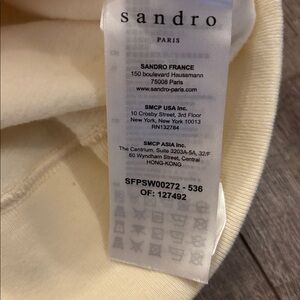 sandro
PARIS
SANDRO FRANCE
150 boulevard Haussmann
75008 Paris
www.sandro-paris.com
SMCP USA Inc.
10 Crosby Street, 3rd Floor
New York, New York 10013
RN132784
SMCP ASIA Inc.
The Centrium, Suite 3203A-5A, 32/F
60 Wyndham Street, Central
HONG-KONG
SFPSW00272 - 536
OF: 127492